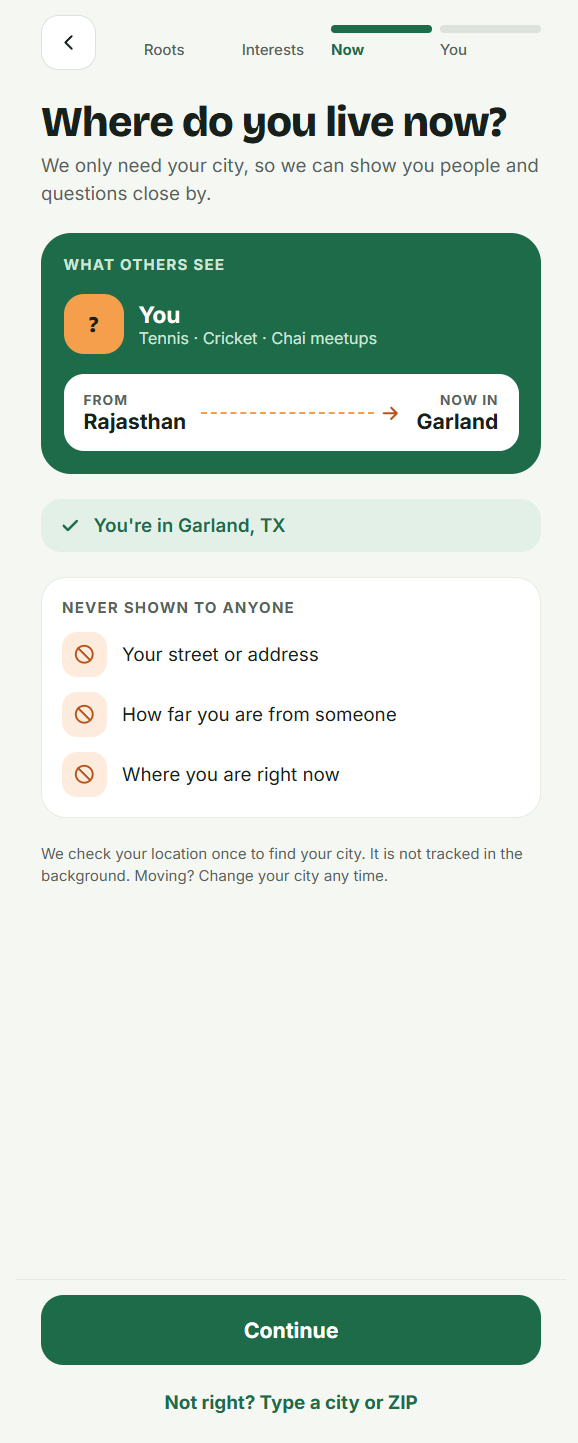 Roots
Interests
Now
You
Where do you live now?
We only need your city, so we can show you people and
questions close by.
WHAT OTHERS SEE
?
You
Tennis · Cricket · Chai meetups
FROM
Rajasthan
NOW IN
Garland
You're in Garland, TX
NEVER SHOWN TO ANYONE
Your street or address
How far you are from someone
Where you are right now
We check your location once to find your city. It is not tracked in the
background. Moving? Change your city any time.
Continue
Not right? Type a city or ZIP